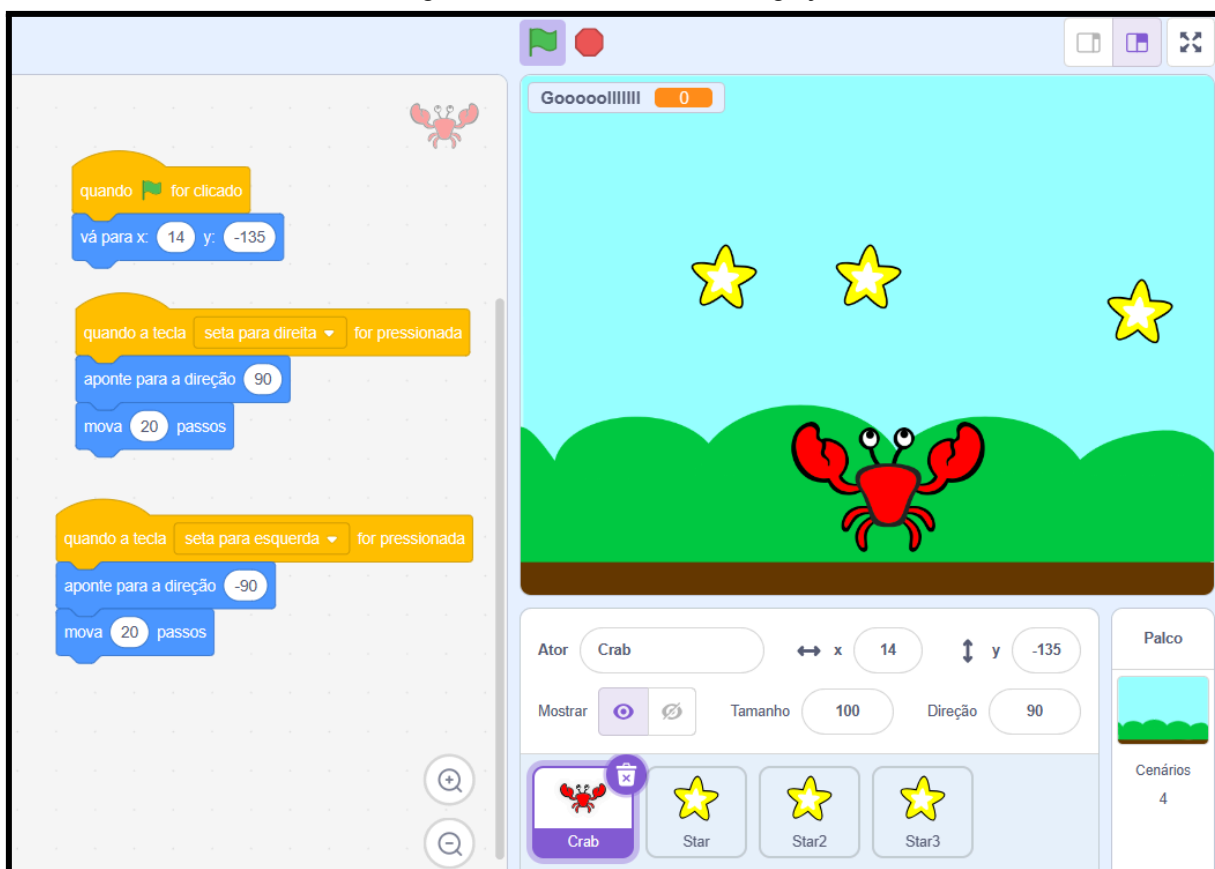 Gooooolllllll 0
quando for clicado
vá para x: 14 y: -135
quando a tecla seta para direita for pressionada
aponte para a direção 90
mova 20 passos
quando a tecla seta para esquerda for pressionada
aponte para a direção -90
mova 20 passos
Ator Crab x 14 y -135
Mostrar Tamanho 100 Direção 90
Crab
Star
Star2
Star3
Palco
Cenários
4